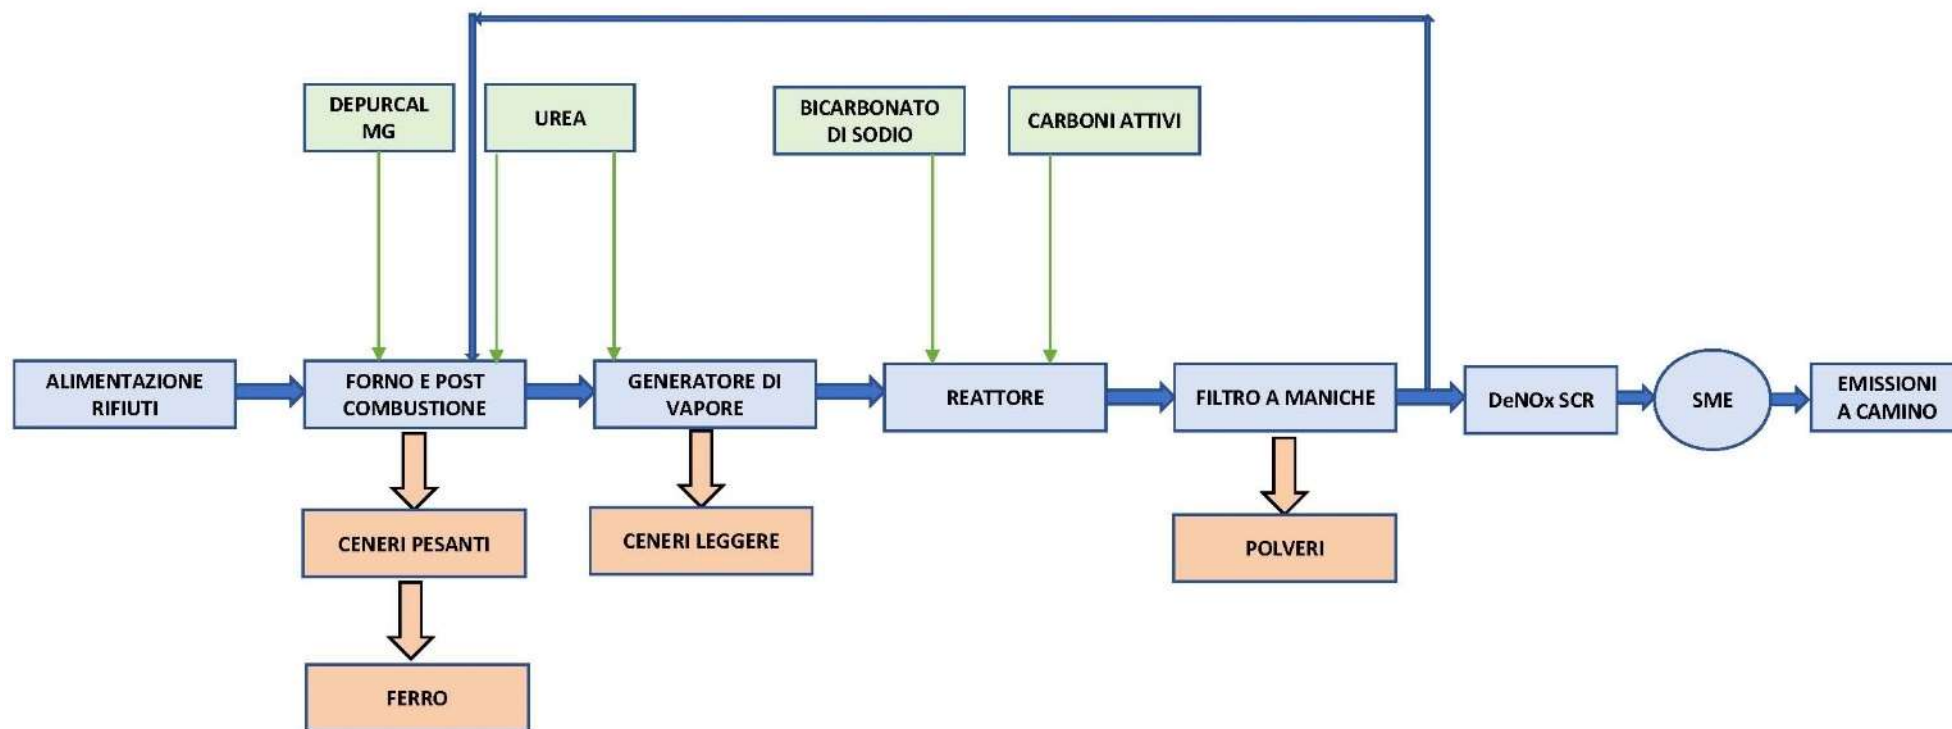 DEPURCAL
MG
UREA
BICARBONATO
DI SODIO
CARBONI ATTIVI
ALIMENTAZIONE
RIFIUTI
FORNO E POST
COMBUSTIONE
GENERATORE DI
VAPORE
REATTORE
FILTRO A MANICHE
DeNOx SCR
SME
EMISSIONI
A CAMINO
CENERI PESANTI
CENERI LEGGERE
POLVERI
FERRO